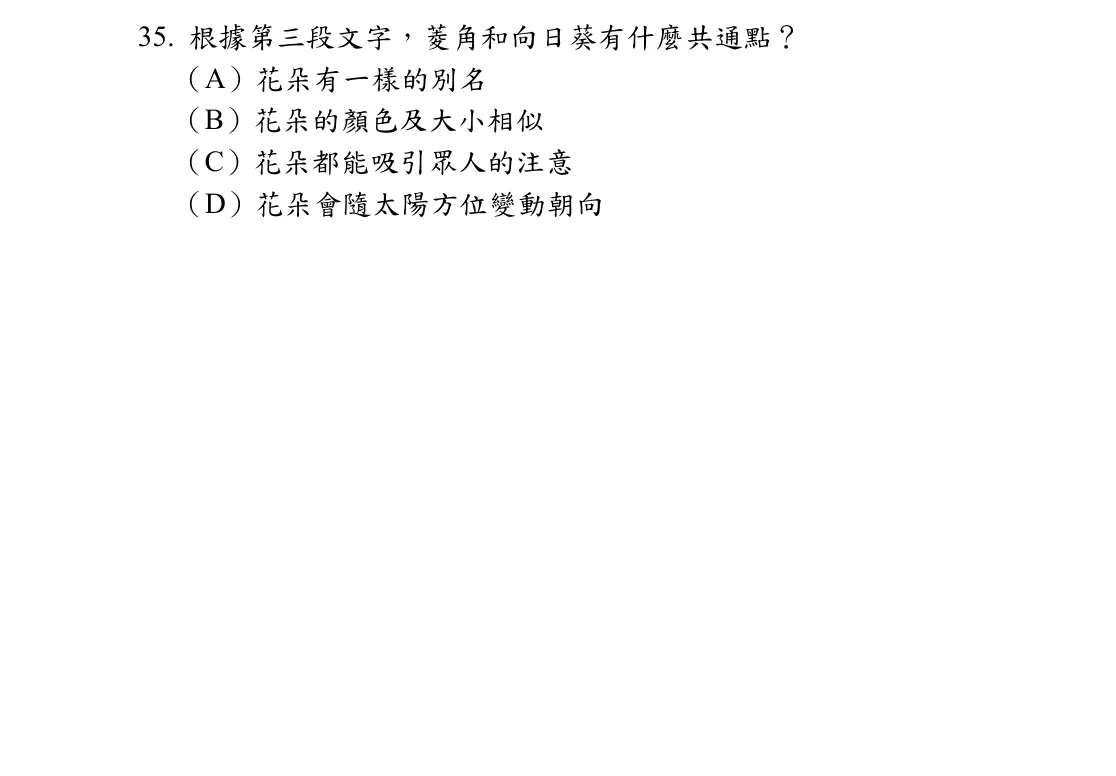 35. 根據第三段文字，菱角和向日葵有什麼共通點？
（A）花朵有一樣的別名
（B）花朵的顏色及大小相似
（C）花朵都能吸引眾人的注意
（D）花朵會隨太陽方位變動朝向